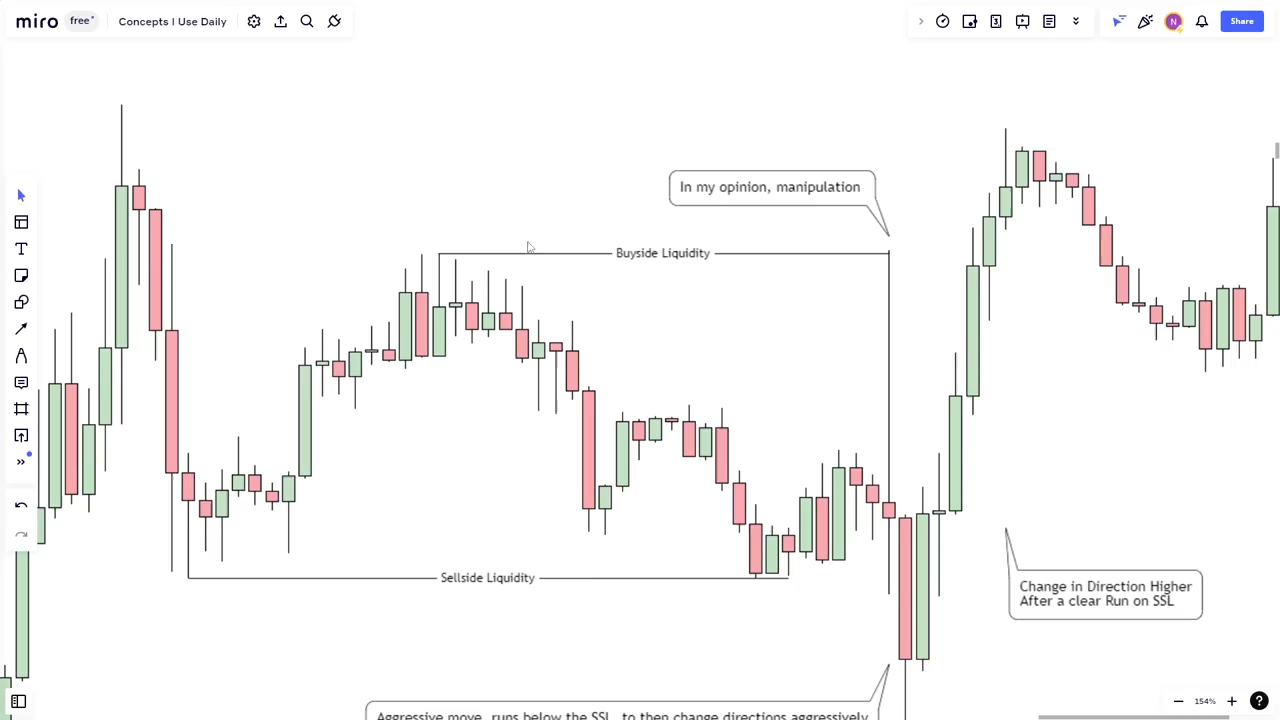 miro free Concepts I Use Daily
3
N
Share
In my opinion, manipulation
Buyside Liquidity
Sellside Liquidity
Change in Direction Higher
After a clear Run on SSL
Aggressive move, runs below the SSL, to then change directions aggressively
154%